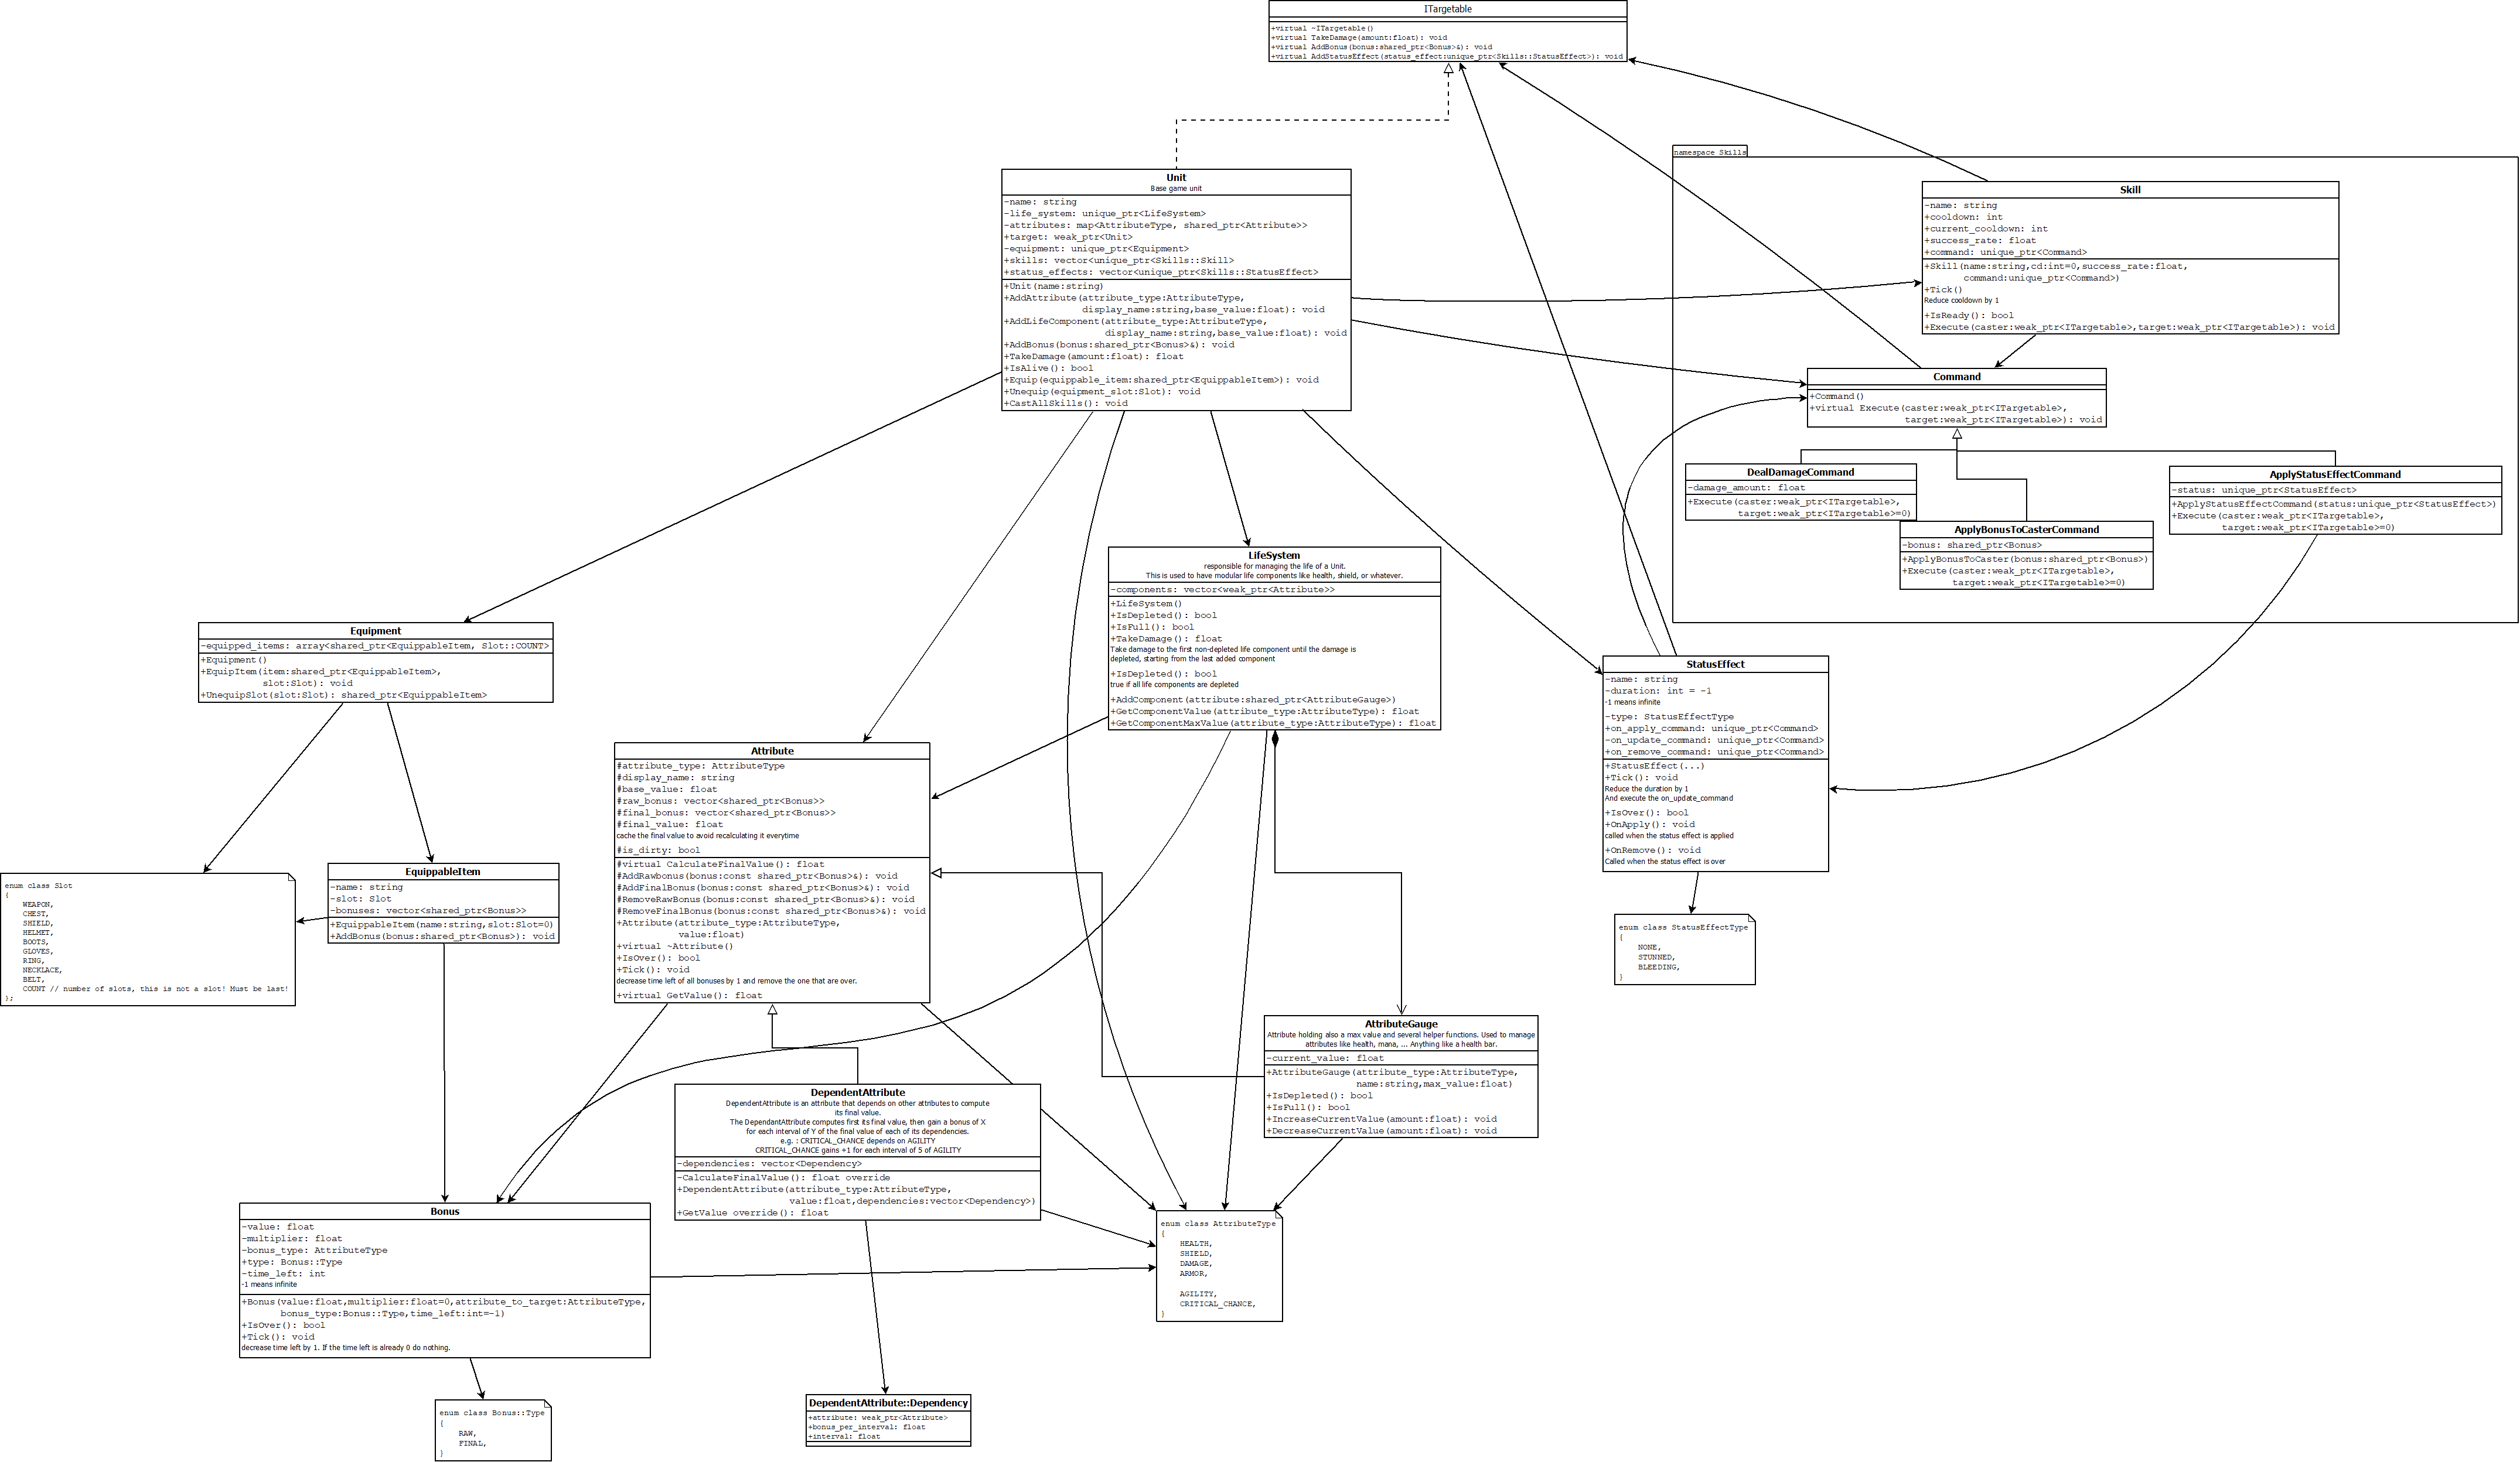 ITargetable
+virtual ~ITargetable()
+virtual TakeDamage(amount:float): void
+virtual AddBonus(bonus:shared_ptr<Bonus>&): void
+virtual AddStatusEffect(status_effect:unique_ptr<Skills::StatusEffect>): void
namespace Skills
Unit
Base game unit
-name: string
-life_system: unique_ptr<LifeSystem>
-attributes: map<AttributeType, shared_ptr<Attribute>>
+target: weak_ptr<Unit>
-equipment: unique_ptr<Equipment>
+skills: vector<unique_ptr<Skills::Skill>
+status_effects: vector<unique_ptr<Skills::StatusEffect>
+Unit(name:string)
+AddAttribute(attribute_type:AttributeType,
display_name:string,base_value:float): void
+AddLifeComponent(attribute_type:AttributeType,
display_name:string,base_value:float): void
+AddBonus(bonus:shared_ptr<Bonus>&): void
+TakeDamage(amount:float): float
+IsAlive(): bool
+Equip(equippable_item:shared_ptr<EquippableItem>): void
+Unequip(equipment_slot:Slot): void
+CastAllSkills(): void
Skill
-name: string
+cooldown: int
+current_cooldown: int
+success_rate: float
+command: unique_ptr<Command>
+Skill(name:string,cd:int=0,success_rate:float,
command:unique_ptr<Command>)
+Tick()
Reduce cooldown by 1
+IsReady(): bool
+Execute(caster:weak_ptr<ITargetable>,target:weak_ptr<ITargetable>): void
Command
+Command()
+virtual Execute(caster:weak_ptr<ITargetable>,
target:weak_ptr<ITargetable>): void
DealDamageCommand
-damage_amount: float
+Execute(caster:weak_ptr<ITargetable>,
target:weak_ptr<ITargetable>=0)
ApplyBonusToCasterCommand
-bonus: shared_ptr<Bonus>
+ApplyBonusToCaster(bonus:shared_ptr<Bonus>)
+Execute(caster:weak_ptr<ITargetable>,
target:weak_ptr<ITargetable>=0)
ApplyStatusEffectCommand
-status: unique_ptr<StatusEffect>
+ApplyStatusEffectCommand(status:unique_ptr<StatusEffect>)
+Execute(caster:weak_ptr<ITargetable>,
target:weak_ptr<ITargetable>=0)
LifeSystem
responsible for managing the life of a Unit.
This is used to have modular life components like health, shield, or whatever.
-components: vector<weak_ptr<Attribute>>
+LifeSystem()
+IsDepleted(): bool
+IsFull(): bool
+TakeDamage(): float
Take damage to the first non-depleted life component until the damage is
depleted, starting from the last added component
+IsDepleted(): bool
true if all life components are depleted
+AddComponent(attribute:shared_ptr<AttributeGauge>)
+GetComponentValue(attribute_type:AttributeType): float
+GetComponentMaxValue(attribute_type:AttributeType): float
Equipment
-equipped_items: array<shared_ptr<EquippableItem, Slot::COUNT>
+Equipment()
+EquipItem(item:shared_ptr<EquippableItem>,
slot:Slot): void
+UnequipSlot(slot:Slot): shared_ptr<EquippableItem>
StatusEffect
-name: string
-duration: int = -1
-1 means infinite
-type: StatusEffectType
+on_apply_command: unique_ptr<Command>
-on_update_command: unique_ptr<Command>
+on_remove_command: unique_ptr<Command>
+StatusEffect(...)
+Tick(): void
Reduce the duration by 1
And execute the on_update_command
+IsOver(): bool
+OnApply(): void
called when the status effect is applied
+OnRemove(): void
Called when the status effect is over
Attribute
#attribute_type: AttributeType
#display_name: string
#base_value: float
#raw_bonus: vector<shared_ptr<Bonus>>
#final_bonus: vector<shared_ptr<Bonus>>
#final_value: float
cache the final value to avoid recalculating it everytime
#is_dirty: bool
#virtual CalculateFinalValue(): float
#AddRawbonus(bonus:const shared_ptr<Bonus>&): void
#AddFinalBonus(bonus:const shared_ptr<Bonus>&): void
#RemoveRawBonus(bonus:const shared_ptr<Bonus>&): void
#RemoveFinalBonus(bonus:const shared_ptr<Bonus>&): void
+Attribute(attribute_type:AttributeType,
value:float)
+virtual ~Attribute()
+IsOver(): bool
+Tick(): void
decrease time left of all bonuses by 1 and remove the one that are over.
+virtual GetValue(): float
enum class Slot
{
WEAPON,
CHEST,
SHIELD,
HELMET,
BOOTS,
GLOVES,
RING,
NECKLACE,
BELT,
COUNT // number of slots, this is not a slot! Must be last!
};
EquippableItem
-name: string
-slot: Slot
-bonuses: vector<shared_ptr<Bonus>>
+EquippableItem(name:string,slot:Slot=0)
+AddBonus(bonus:shared_ptr<Bonus>): void
enum class StatusEffectType
{
NONE,
STUNNED,
BLEEDING,
}
AttributeGauge
Attribute holding also a max value and several helper functions. Used to manage
attributes like health, mana, ... Anything like a health bar.
-current_value: float
+AttributeGauge(attribute_type:AttributeType,
name:string,max_value:float)
+IsDepleted(): bool
+IsFull(): bool
+IncreaseCurrentValue(amount:float): void
+DecreaseCurrentValue(amount:float): void
DependentAttribute
DependentAttribute is an attribute that depends on other attributes to compute
its final value.
The DependantAttribute computes first its final value, then gain a bonus of X
for each interval of Y of the final value of each of its dependencies.
e.g. : CRITICAL_CHANCE depends on AGILITY
CRITICAL_CHANCE gains +1 for each interval of 5 of AGILITY
-dependencies: vector<Dependency>
-CalculateFinalValue(): float override
+DependentAttribute(attribute_type:AttributeType,
value:float,dependencies:vector<Dependency>)
+GetValue override(): float
Bonus
-value: float
-multiplier: float
-bonus_type: AttributeType
+type: Bonus::Type
-time_left: int
-1 means infinite
+Bonus(value:float,multiplier:float=0,attribute_to_target:AttributeType,
bonus_type:Bonus::Type,time_left:int=-1)
+IsOver(): bool
+Tick(): void
decrease time left by 1. If the time left is already 0 do nothing.
enum class AttributeType
{
HEALTH,
SHIELD,
DAMAGE,
ARMOR,
AGILITY,
CRITICAL_CHANCE,
}
enum class Bonus::Type
{
RAW,
FINAL,
}
DependentAttribute::Dependency
+attribute: weak_ptr<Attribute>
+bonus_per_interval: float
+interval: float